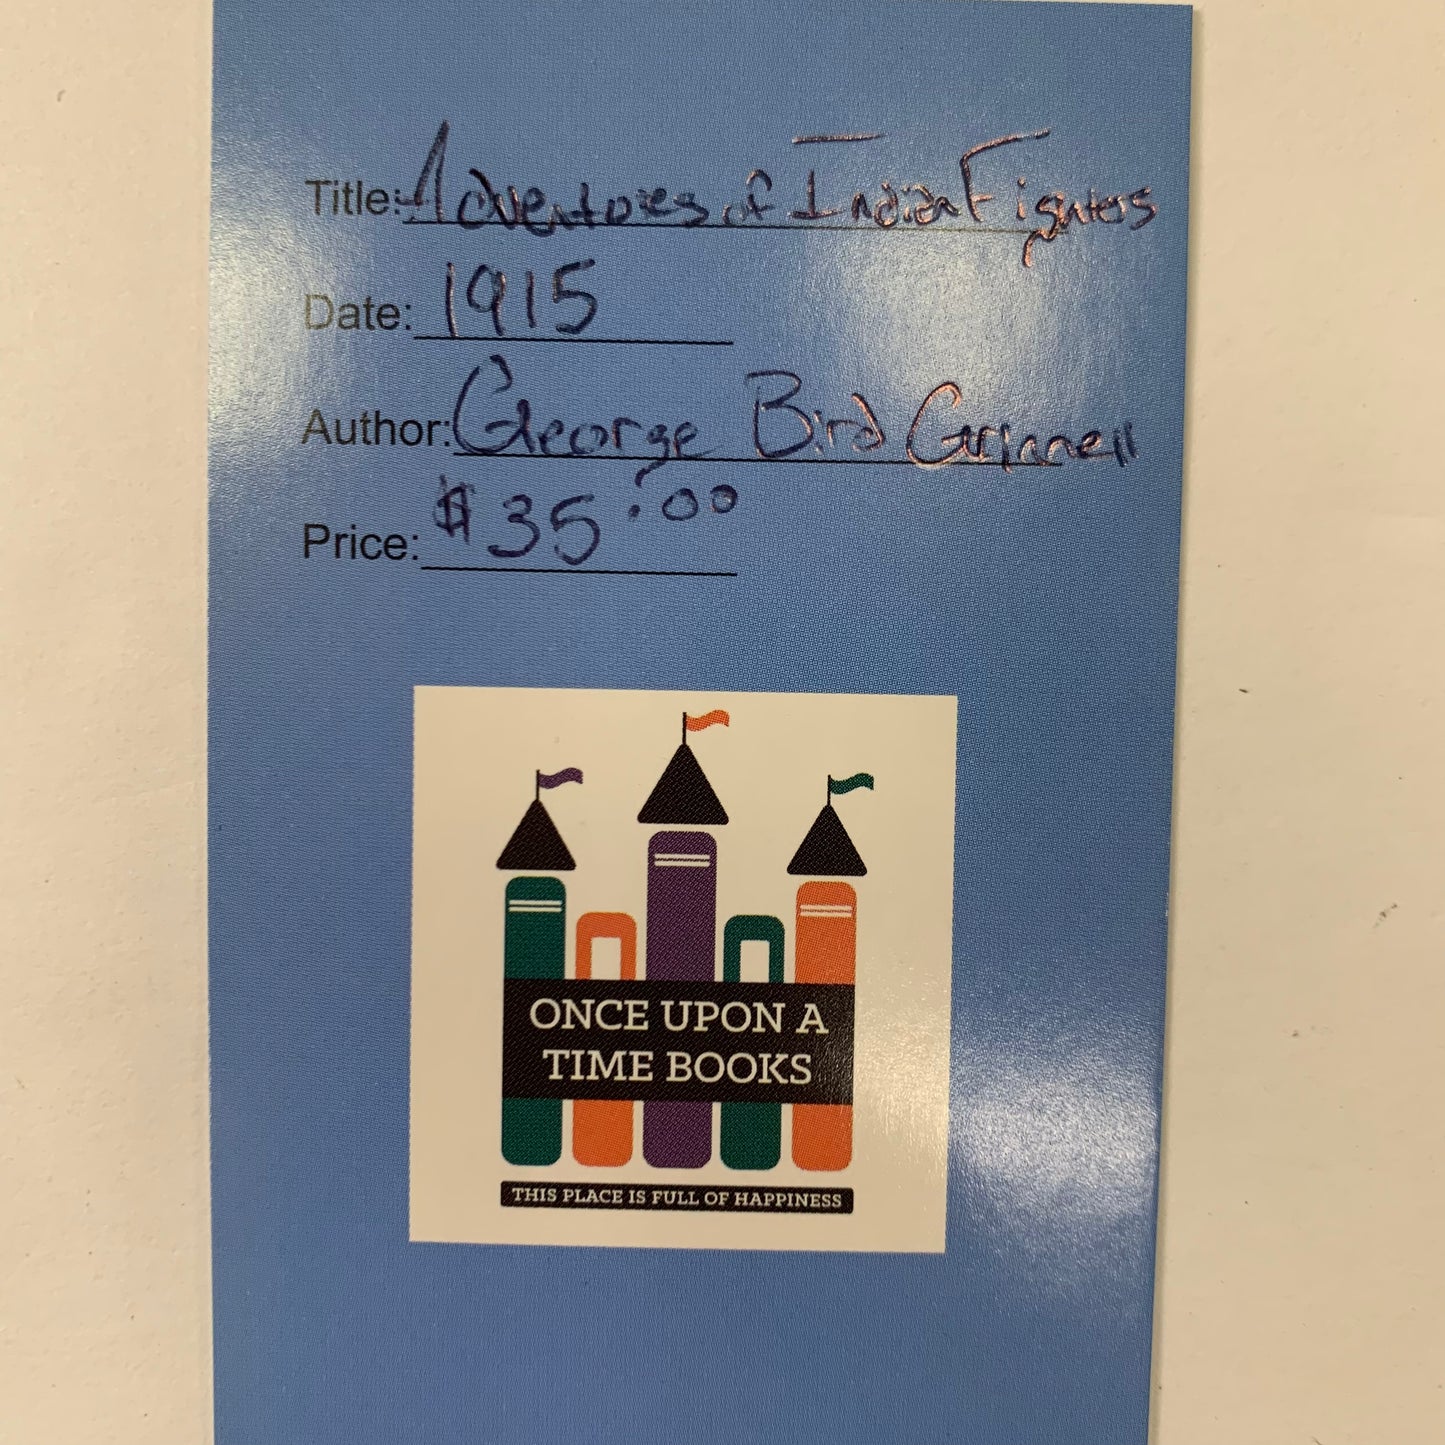 Title: Adventures of Indian Fighters
Date: 1915
Author: George Bird Grinnell
Price: $35.00
ONCE UPON A
TIME BOOKS
THIS PLACE IS FULL OF HAPPINESS